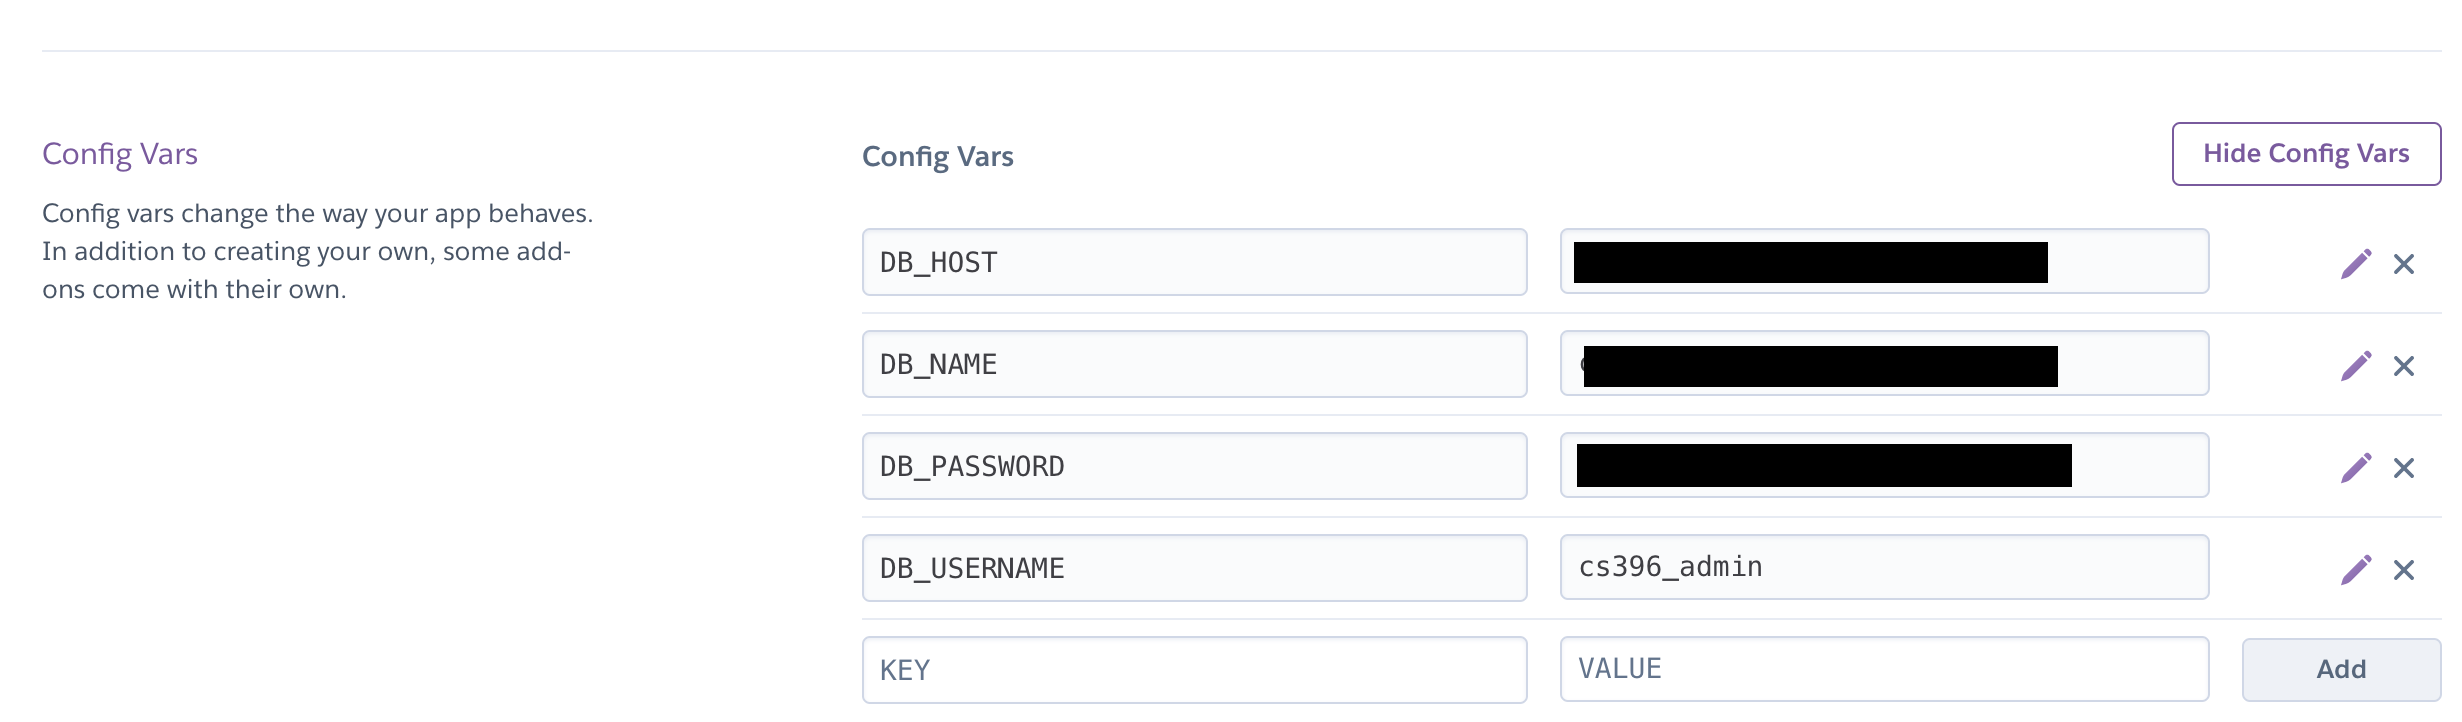 Config Vars
Config vars change the way your app behaves.
In addition to creating your own, some add-
ons come with their own.
Config Vars
Hide Config Vars
DB_HOST
DB_NAME
DB_PASSWORD
DB_USERNAME cs396_admin
KEY VALUE Add